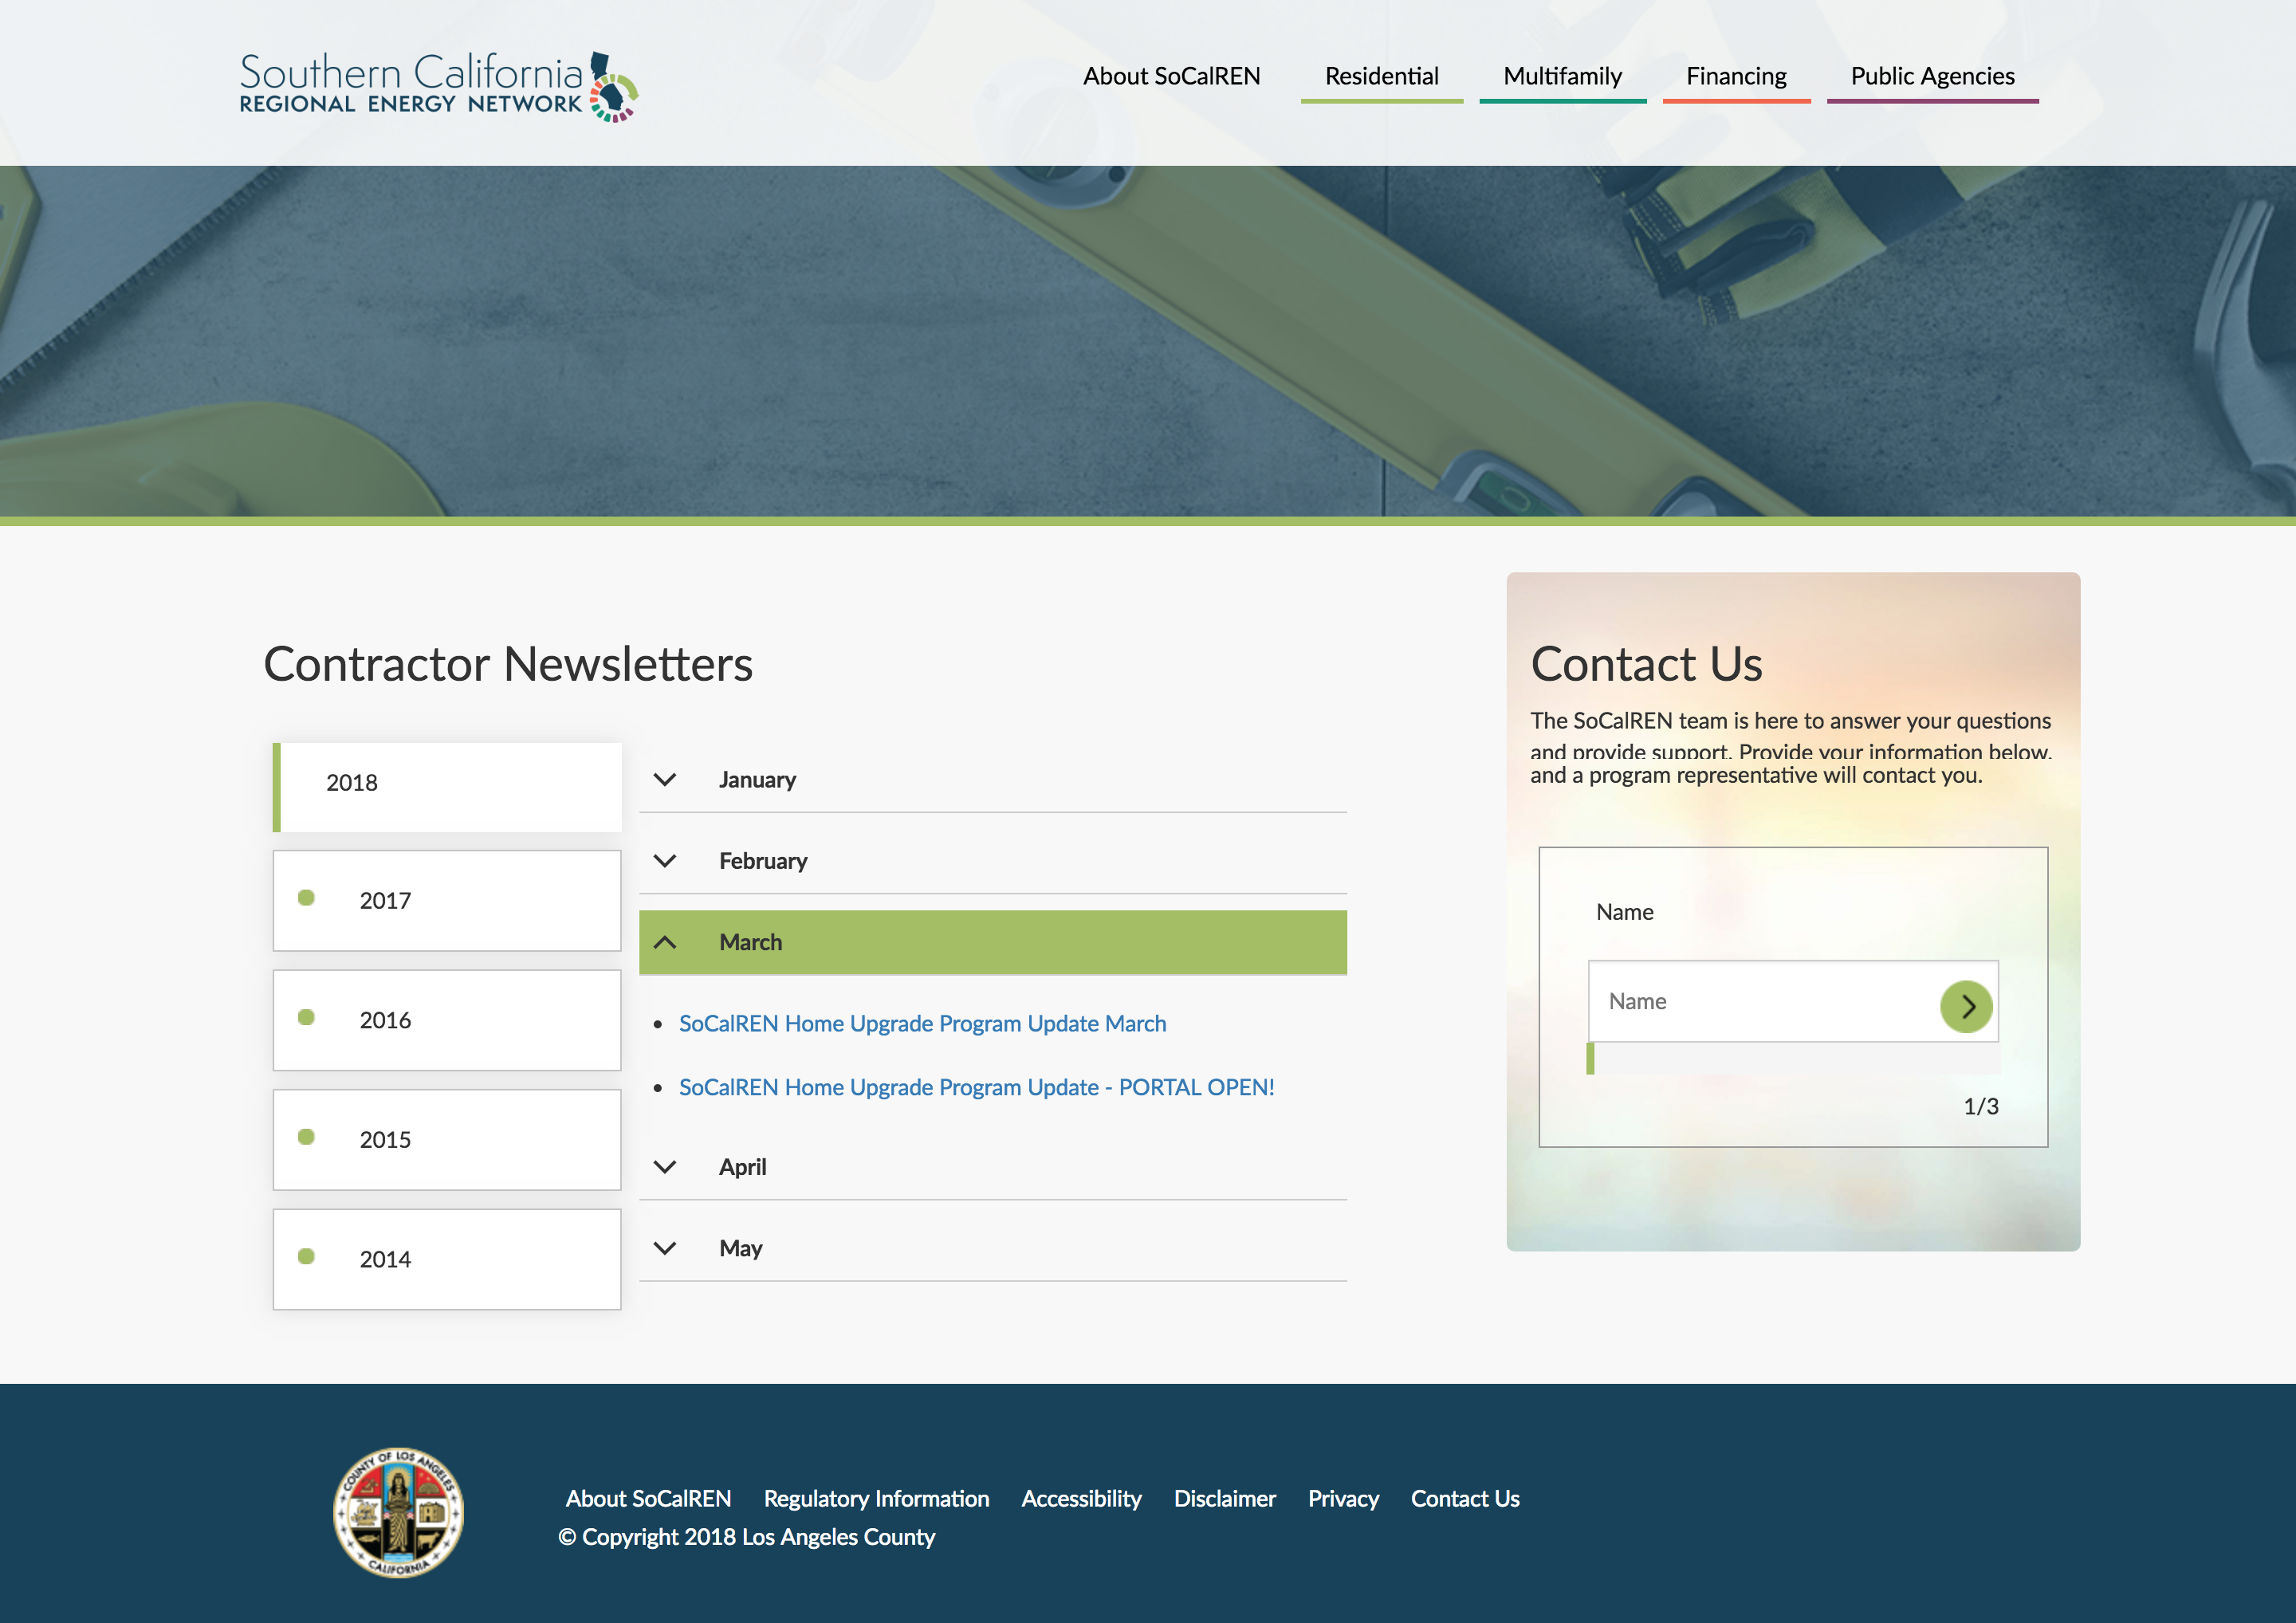 Southern California
REGIONAL ENERGY NETWORK
About SoCalREN
Residential
Multifamily
Financing
Public Agencies
Contractor Newsletters
2018
2017
2016
2015
2014
January
February
March
SoCalREN Home Upgrade Program Update March
SoCalREN Home Upgrade Program Update - PORTAL OPEN!
April
May
Contact Us
The SoCalREN team is here to answer your questions
and provide support. Provide your information below,
and a program representative will contact you.
Name
Name
1/3
COUNTY OF LOS ANGELES
CALIFORNIA
About SoCalREN
Regulatory Information
Accessibility
Disclaimer
Privacy
Contact Us
© Copyright 2018 Los Angeles County